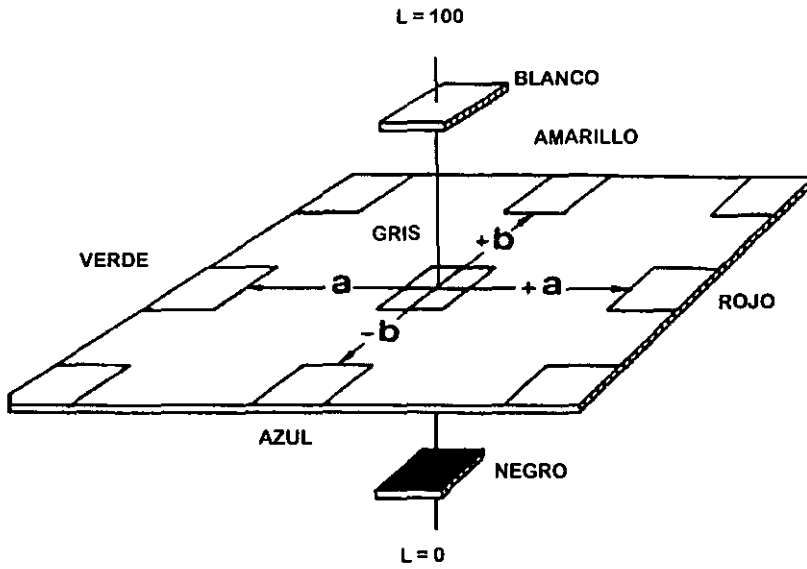 L = 100
BLANCO
AMARILLO
GRIS
+b
VERDE
a
+a
ROJO
-b
AZUL
NEGRO
L = 0